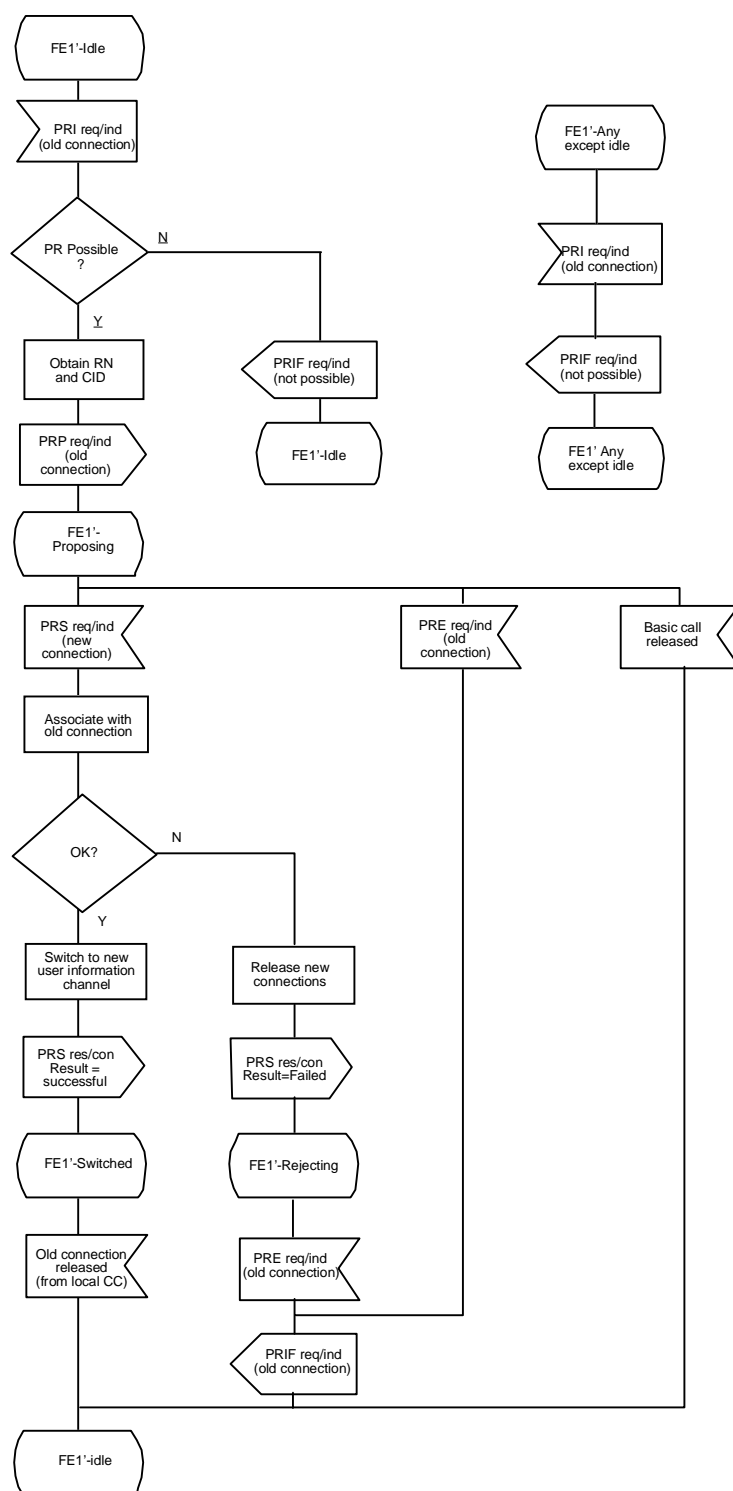 FE1'-Idle
PRI req/ind
(old connection)
FE1'-Any
except idle
PR Possible
?
N
PRI req/ind
(old connection)
Y
Obtain RN
and CID
PRIF req/ind
(not possible)
PRIF req/ind
(not possible)
PRP req/ind
(old
connection)
FE1'-Idle
FE1' Any
except idle
FE1'-
Proposing
PRS req/ind
(new
connection)
PRE req/ind
(old
connection)
Basic call
released
Associate with
old connection
OK?
N
Y
Switch to new
user information
channel
Release new
connections
PRS res/con
Result =
successful
PRS res/con
Result=Failed
FE1'-Switched
FE1'-Rejecting
Old connection
released
(from local CC)
PRE req/ind
(old connection)
PRIF req/ind
(old connection)
FE1'-idle